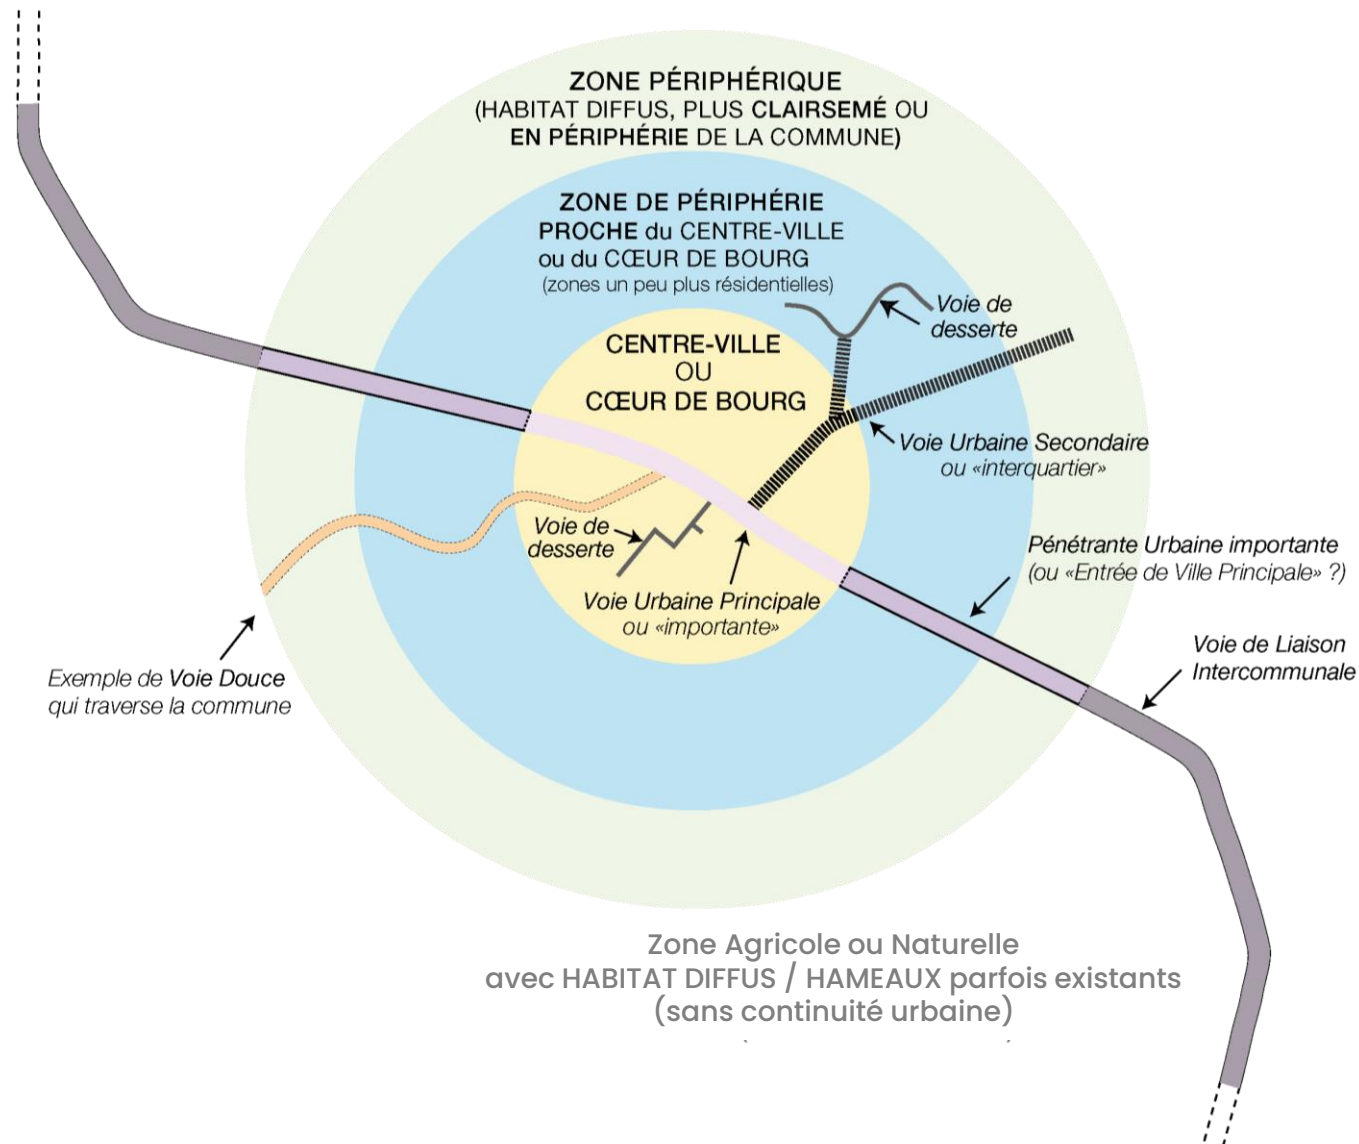 ZONE PÉRIPHÉRIQUE
(HABITAT DIFFUS, PLUS CLAIRSEMÉ OU
EN PÉRIPHÉRIE DE LA COMMUNE)
ZONE DE PÉRIPHÉRIE
PROCHE du CENTRE-VILLE
ou du CŒUR DE BOURG
(zones un peu plus résidentielles)
Voie de
desserte
CENTRE-VILLE
OU
CŒUR DE BOURG
Voie Urbaine Secondaire
ou «interquartier»
Voie de
desserte
Pénétrante Urbaine importante
(ou «Entrée de Ville Principale» ?)
Voie Urbaine Principale
ou «importante»
Voie de Liaison
Intercommunale
Exemple de Voie Douce
qui traverse la commune
Zone Agricole ou Naturelle
avec HABITAT DIFFUS / HAMEAUX parfois existants
(sans continuité urbaine)